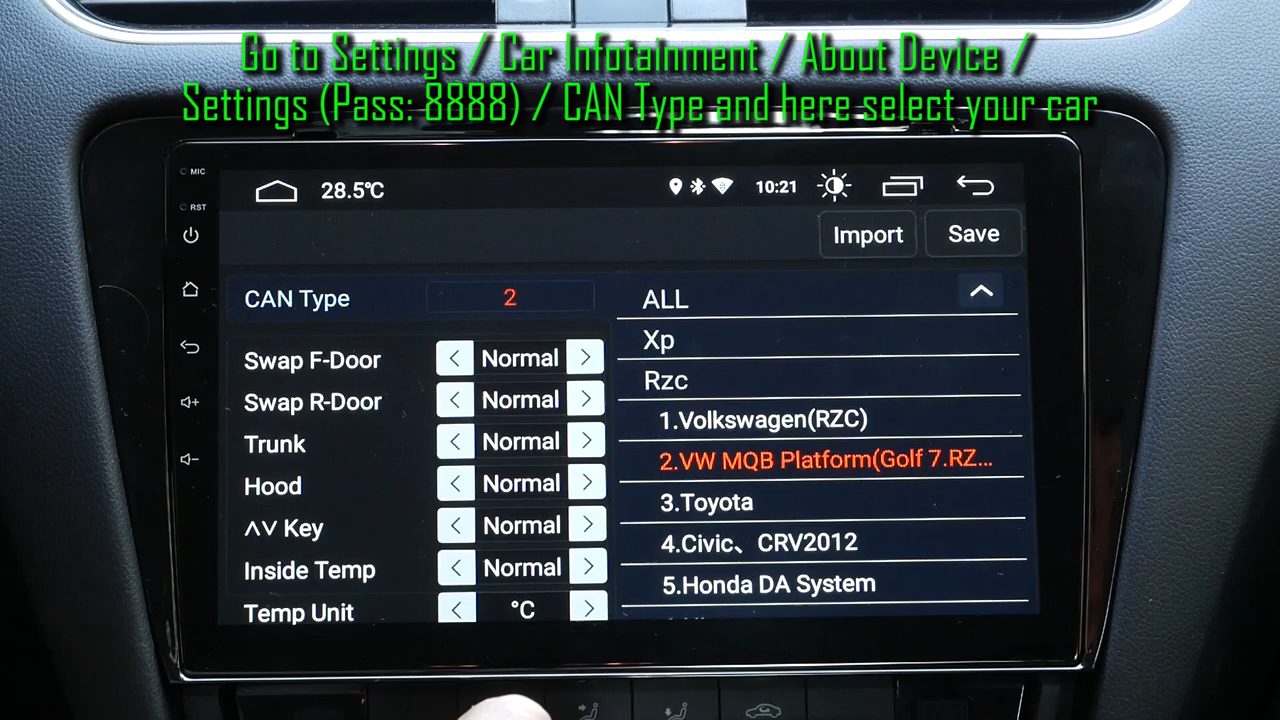 Go to Settings / Car Infotainment / About Device /
Settings (Pass: 8888) / CAN Type and here select your car
MIC
RST
28.5°C
10:21
Import
Save
CAN Type
2
Swap F-Door
Normal
Swap R-Door
Normal
Trunk
Normal
Hood
Normal
∧∨ Key
Normal
Inside Temp
Normal
Temp Unit
°C
ALL
Xp
Rzc
1.Volkswagen(RZC)
2.VW MQB Platform(Golf 7.RZ...
3.Toyota
4.Civic、CRV2012
5.Honda DA System